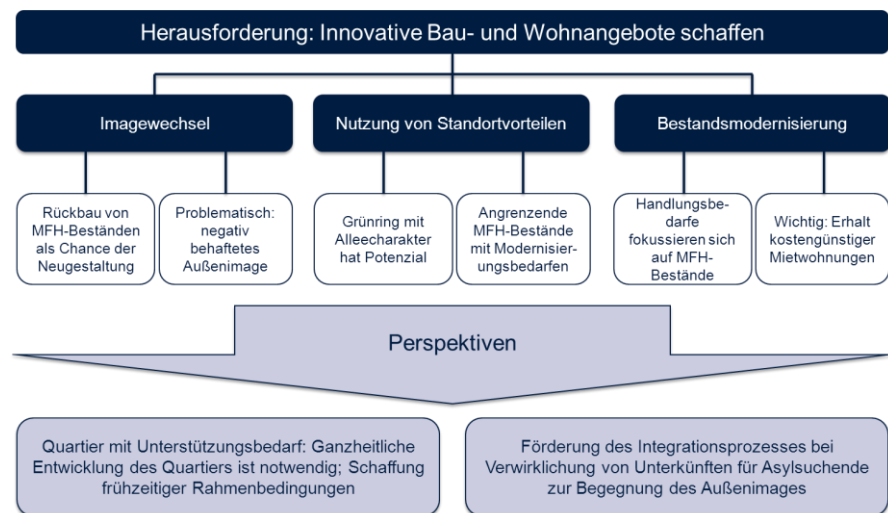 Herausforderung: Innovative Bau- und Wohnangebote schaffen
Imagewechsel
Nutzung von Standortvorteilen
Bestandsmodernisierung
Rückbau von
MFH-Beständen
als Chance der
Neugestaltung
Problematisch:
negativ
behaftetes
Außenimage
Grünring mit
Alleecharakter
hat Potenzial
Angrenzende
MFH-Bestände
mit Modernisier-
ungsbedarfen
Handlungsbe-
darfe
fokussieren sich
auf MFH-
Bestände
Wichtig: Erhalt
kostengünstiger
Mietwohnungen
Perspektiven
Quartier mit Unterstützungsbedarf: Ganzheitliche
Entwicklung des Quartiers ist notwendig; Schaffung
frühzeitiger Rahmenbedingungen
Förderung des Integrationsprozesses bei
Verwirklichung von Unterkünften für Asylsuchende
zur Begegnung des Außenimages